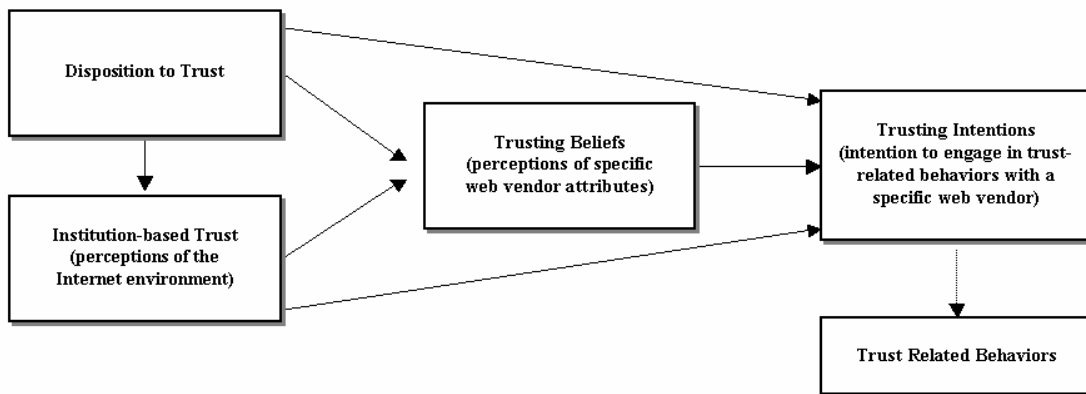 Disposition to Trust
Institution-based Trust
(perceptions of the
Internet environment)
Trusting Beliefs
(perceptions of specific
web vendor attributes)
Trusting Intentions
(intention to engage in trust-
related behaviors with a
specific web vendor)
Trust Related Behaviors